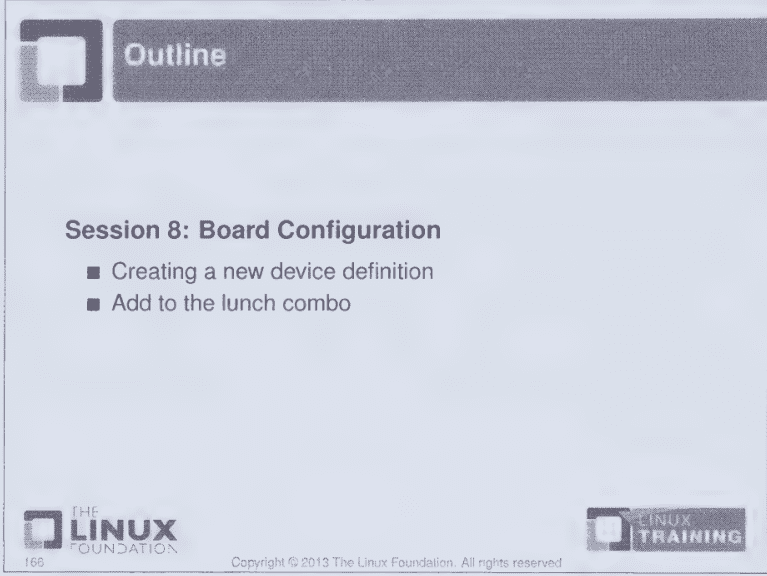 Outline
Session 8: Board Configuration
Creating a new device definition
Add to the lunch combo
THE
LINUX
FOUNDATION
LINUX
TRAINING
166
Copyright © 2013 The Linux Foundation. All rights reserved